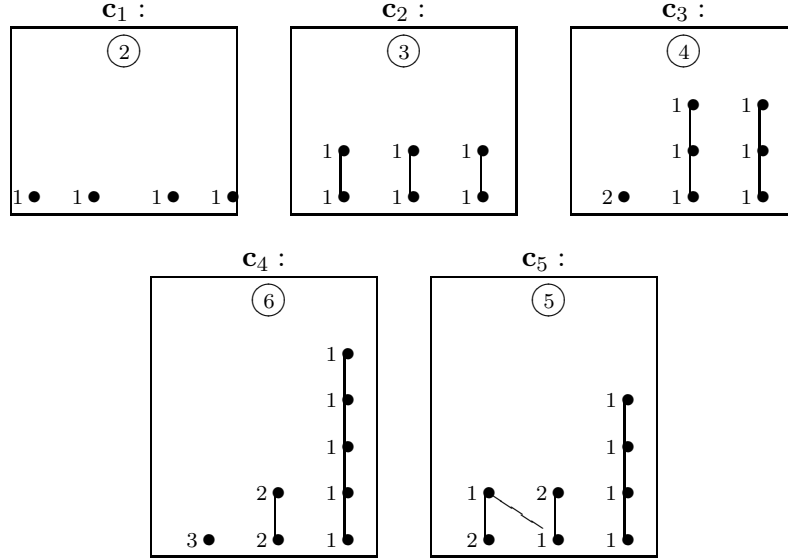 c₁ : c₂ : c₃ :
② ③ ④
1 1
1 1 1 1 1
1 1 1 1 1 1 1 2 1 1
c₄ : c₅ :
⑥ ⑤
1
1 1
1 1
2 1 1 2 1
3 2 1 2 1 1